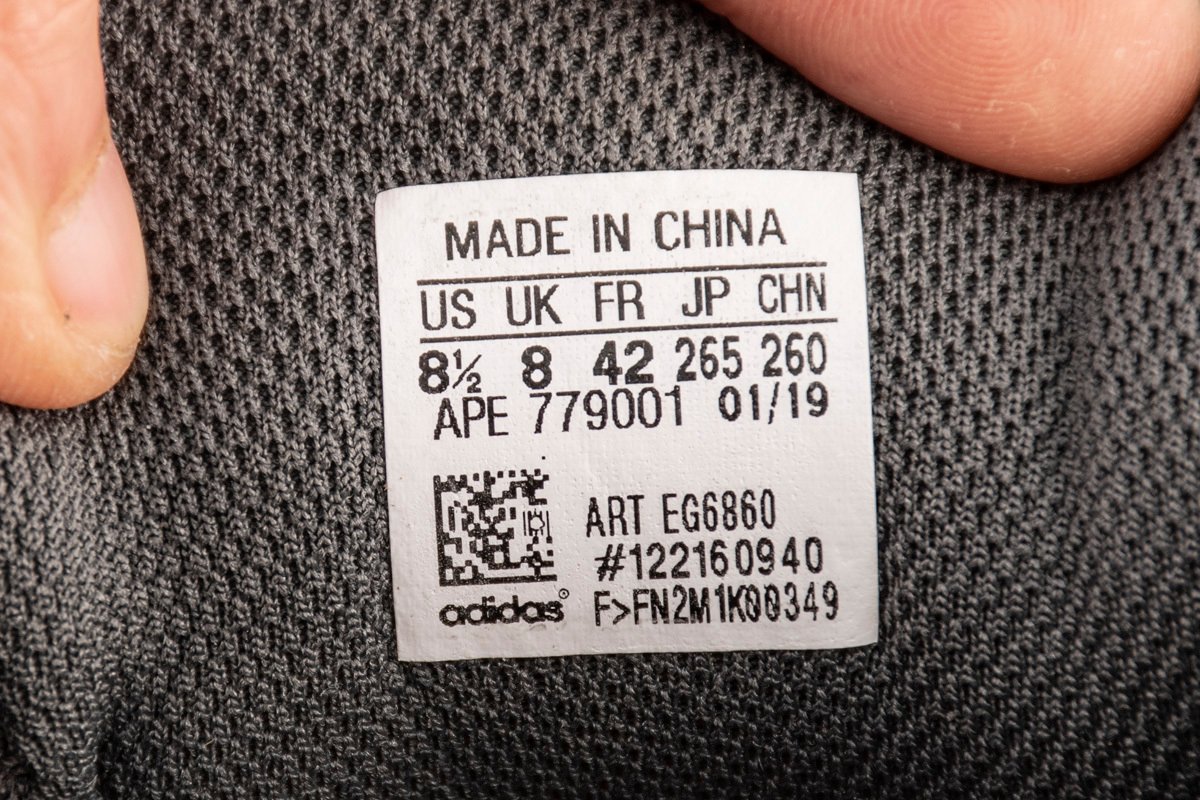 MADE IN CHINA
US UK FR JP CHN
8½ 8 42 265 260
APE 779001 01/19
ART EG6860
#122160940
adidas® F>FN2M1K00349